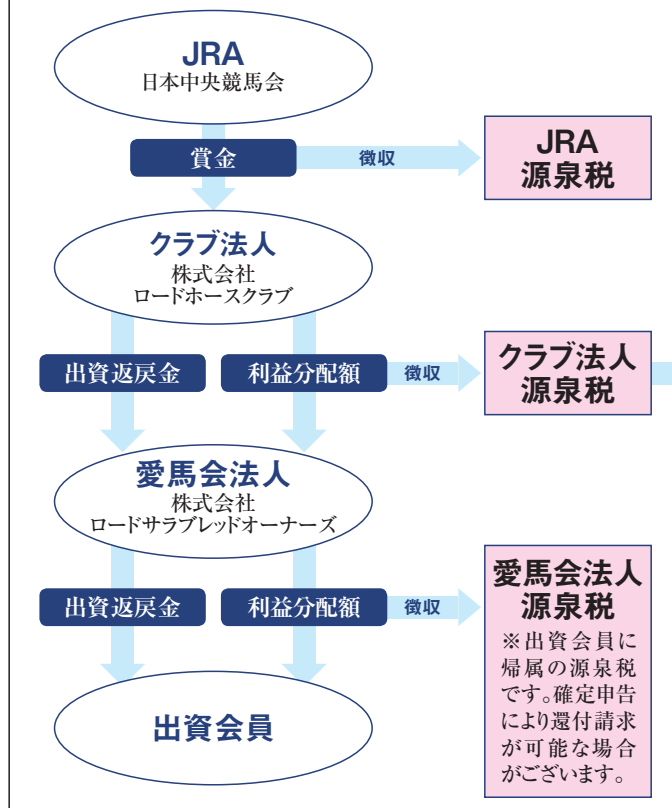 JRA
日本中央競馬会
賞金
徴収
JRA
源泉税
クラブ法人
株式会社
ロードホースクラブ
出資返戻金
利益分配額
徴収
クラブ法人
源泉税
愛馬会法人
株式会社
ロードサラブレッドオーナーズ
出資返戻金
利益分配額
徴収
愛馬会法人
源泉税
※出資会員に
帰属の源泉税
です。確定申告
により還付請求
が可能な場合
がございます。
出資会員